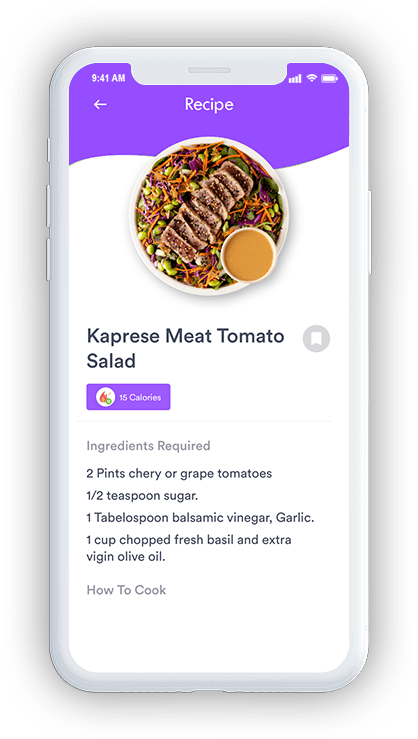 9:41 AM
Recipe
Kaprese Meat Tomato
Salad
15 Calories
Ingredients Required
2 Pints chery or grape tomatoes
1/2 teaspoon sugar.
1 Tabelospoon balsamic vinegar, Garlic.
1 cup chopped fresh basil and extra
vigin olive oil.
How To Cook